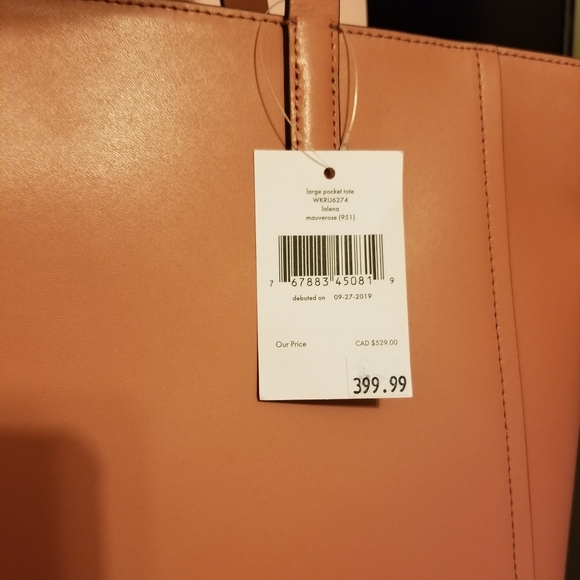 large pocket tote
WKRU6274
lolena
mauverose (951)
7 67883 45081 9
debuted on 09-27-2019
Our Price CAD $529.00
399.99